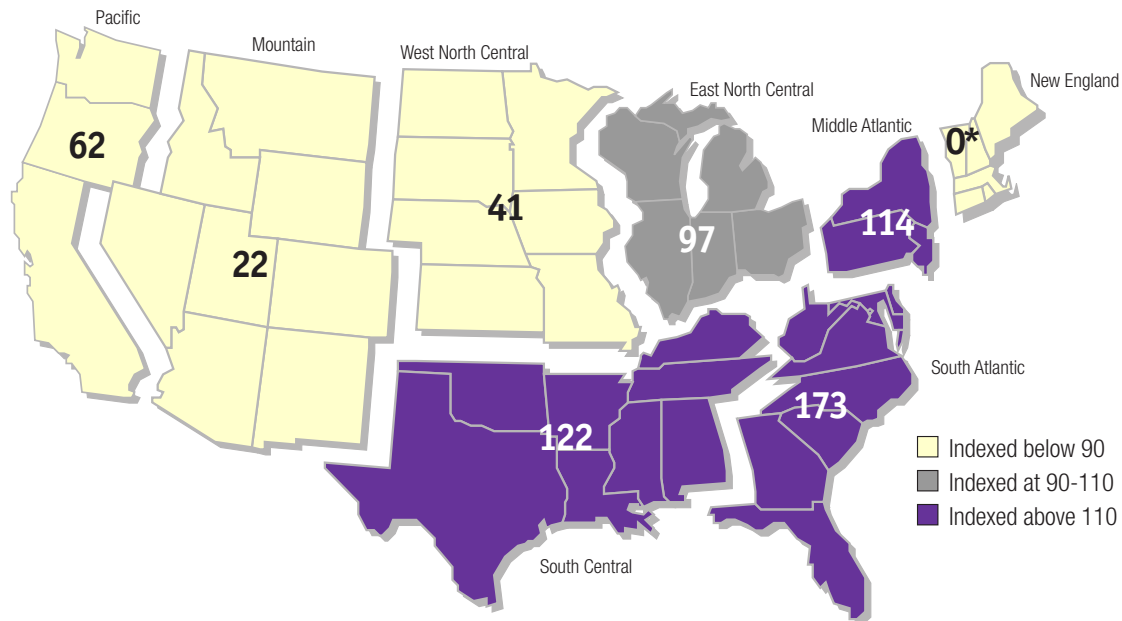 Pacific
Mountain
West North Central
East North Central
New England
Middle Atlantic
62
0*
41
114
97
22
South Atlantic
173
122
Indexed below 90
Indexed at 90-110
Indexed above 110
South Central